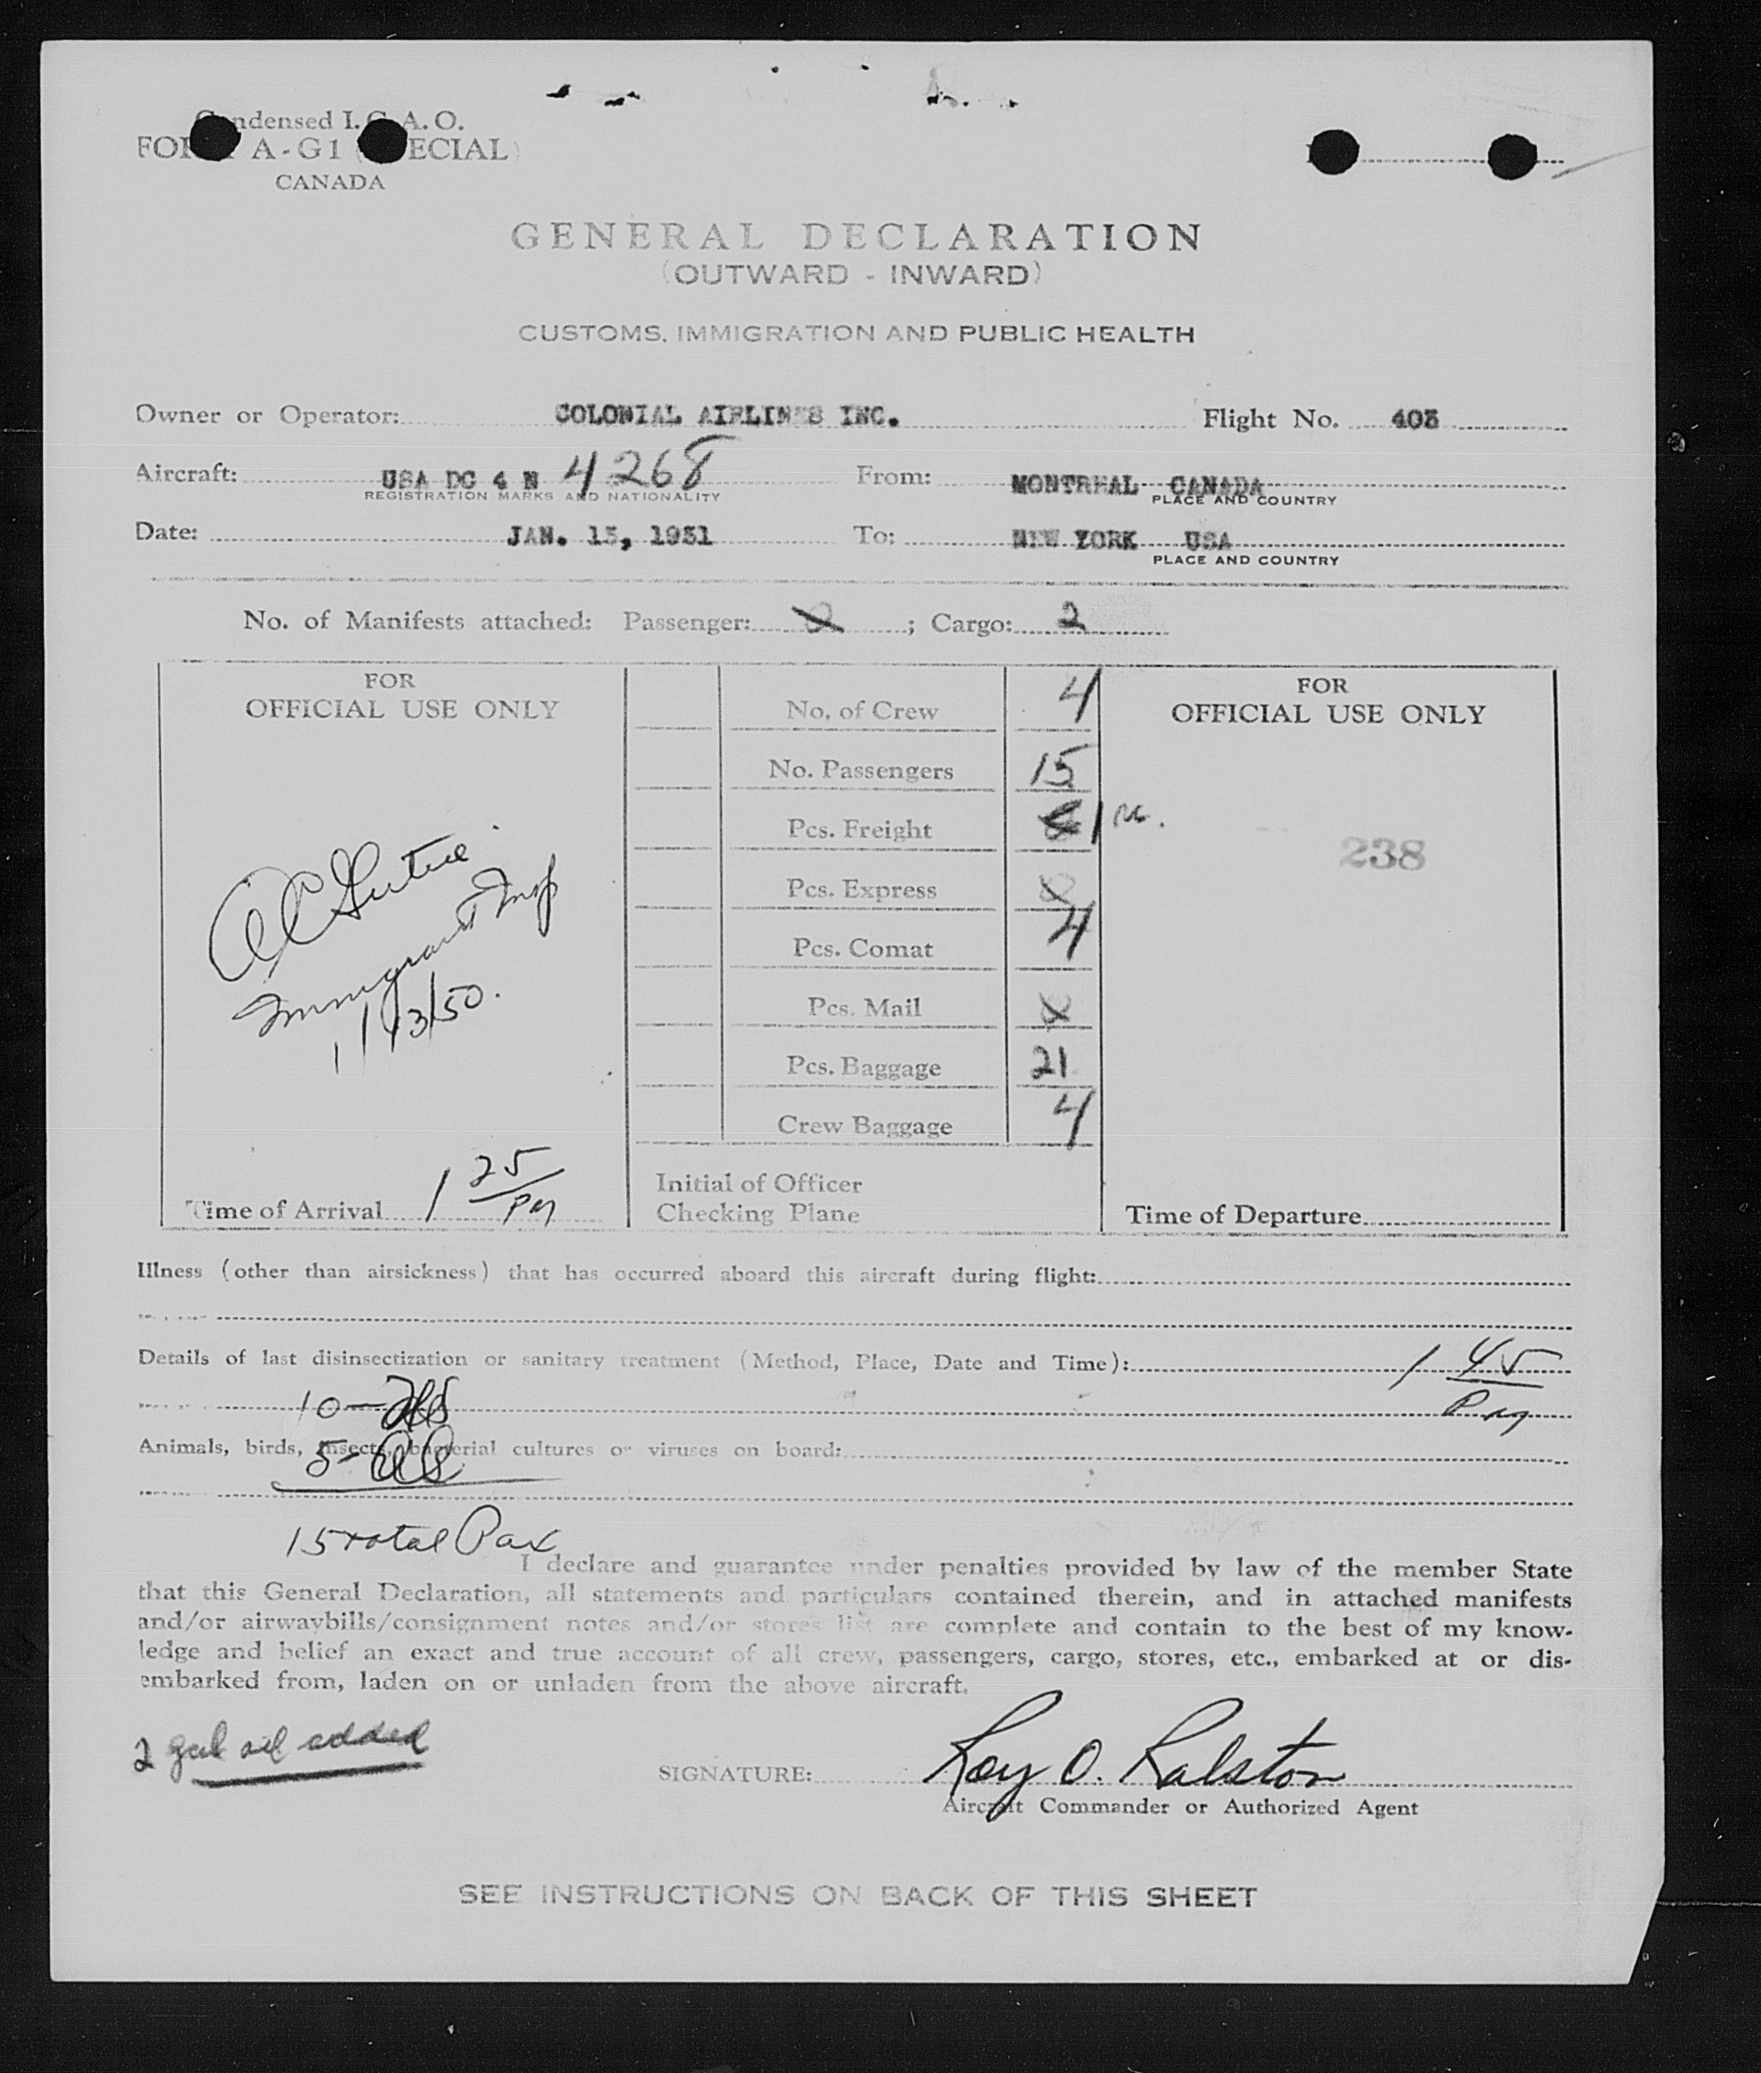 Condensed I.C.A.O.
FORM A-G1 (SPECIAL)
CANADA
GENERAL DECLARATION
(OUTWARD - INWARD)
CUSTOMS, IMMIGRATION AND PUBLIC HEALTH
Owner or Operator: COLONIAL AIRLINES INC. Flight No. 403
Aircraft: USA DC 4 N 4268 From: MONTREAL CANADA
REGISTRATION MARKS AND NATIONALITY PLACE AND COUNTRY
Date: JAN. 13, 1951 To: NEW YORK USA
PLACE AND COUNTRY
No. of Manifests attached: Passenger: ; Cargo: 2
FOR
OFFICIAL USE ONLY
Immigrant Insp
1/13/50.
Time of Arrival 1 25/PM
No. of Crew 4
No. Passengers 15
Pcs. Freight 1
Pcs. Express
Pcs. Comat 4
Pcs. Mail
Pcs. Baggage 21
Crew Baggage 4
Initial of Officer
Checking Plane
FOR
OFFICIAL USE ONLY
238
Time of Departure
Illness (other than airsickness) that has occurred aboard this aircraft during flight:
Details of last disinsectization or sanitary treatment (Method, Place, Date and Time): 1 45/PM
10-
Animals, birds, insects, bacterial cultures or viruses on board:
5-
15 total Pax
I declare and guarantee under penalties provided by law of the member State
that this General Declaration, all statements and particulars contained therein, and in attached manifests
and/or airwaybills/consignment notes and/or stores list are complete and contain to the best of my know-
ledge and belief an exact and true account of all crew, passengers, cargo, stores, etc., embarked at or dis-
embarked from, laden on or unladen from the above aircraft.
2 gal oil added
SIGNATURE: Roy O. Ralston
Aircraft Commander or Authorized Agent
SEE INSTRUCTIONS ON BACK OF THIS SHEET